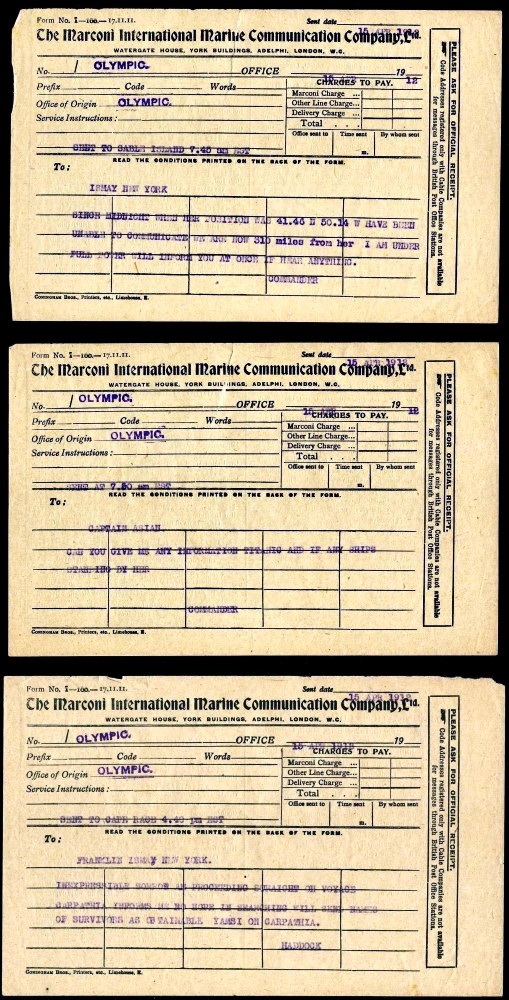 Form No. 1—100.—17.11.11.
Sent date 15 APR 1912
The Marconi International Marine Communication Company, Ltd.
WATERGATE HOUSE, YORK BUILDINGS, ADELPHI, LONDON, W.C.
No. / OLYMPIC. OFFICE 15 APR 19 12
Prefix Code Words
CHARGES TO PAY.
Marconi Charge ...
Office of Origin OLYMPIC.
Other Line Charge...
Delivery Charge ...
Service Instructions :
Total . . .
Office sent to Time sent By whom sent
m.
SENT TO SABLE ISLAND 7.40 am EST
READ THE CONDITIONS PRINTED ON THE BACK OF THE FORM.
To :
ISMAY NEW YORK
SINCE MIDNIGHT WHEN HER POSITION WAS 41.46 N 50.14 W HAVE BEEN
UNABLE TO COMMUNICATE WE ARE NOW 310 miles from her I AM UNDER
FULL POWER WILL INFORM YOU AT ONCE IF HEAR ANYTHING.
COMMANDER
CONINGHAM BROS., Printers, etc., Limehouse, E.
PLEASE ASK FOR OFFICIAL RECEIPT.
Code Addresses registered only with Cable Companies are not available
for messages through British Post Office Stations.
Form No. 1—100.—17.11.11.
Sent date 15 APR 1912
The Marconi International Marine Communication Company, Ltd.
WATERGATE HOUSE, YORK BUILDINGS, ADELPHI, LONDON, W.C.
No. / OLYMPIC. OFFICE 15 APR 19 12
Prefix Code Words
CHARGES TO PAY.
Marconi Charge ...
Office of Origin OLYMPIC.
Other Line Charge...
Delivery Charge ...
Service Instructions :
Total . . .
Office sent to Time sent By whom sent
m.
AT 7.50 am EST
READ THE CONDITIONS PRINTED ON THE BACK OF THE FORM.
To :
CAPTAIN ASIAN.
CAN YOU GIVE ME ANY INFORMATION TITANIC AND IF ANY SHIPS
STANDING BY HER
COMMANDER
CONINGHAM BROS., Printers, etc., Limehouse, E.
PLEASE ASK FOR OFFICIAL RECEIPT.
Code Addresses registered only with Cable Companies are not available
for messages through British Post Office Stations.
Form No. 1—100.—17.11.11.
Sent date 15 APR 1912
The Marconi International Marine Communication Company, Ltd.
WATERGATE HOUSE, YORK BUILDINGS, ADELPHI, LONDON, W.C.
No. / OLYMPIC. OFFICE 15 APR 1912 19
Prefix Code Words
CHARGES TO PAY.
Marconi Charge ...
Office of Origin OLYMPIC.
Other Line Charge...
Delivery Charge ...
Service Instructions :
Total . . .
Office sent to Time sent By whom sent
m.
SENT TO CAPE RACE 4.40 pm EST
READ THE CONDITIONS PRINTED ON THE BACK OF THE FORM.
To :
FRANKLIN ISMAY NEW YORK.
INEXPRESSIBLE SORROW AM PROCEEDING STRAIGHT ON VOYAGE
CARPATHIA INFORMS ME NO HOPE IN SEARCHING WILL SEND NAMES
OF SURVIVORS AS OBTAINABLE YAMSI ON CARPATHIA.
HADDOCK
CONINGHAM BROS., Printers, etc., Limehouse, E.
PLEASE ASK FOR OFFICIAL RECEIPT.
Code Addresses registered only with Cable Companies are not available
for messages through British Post Office Stations.